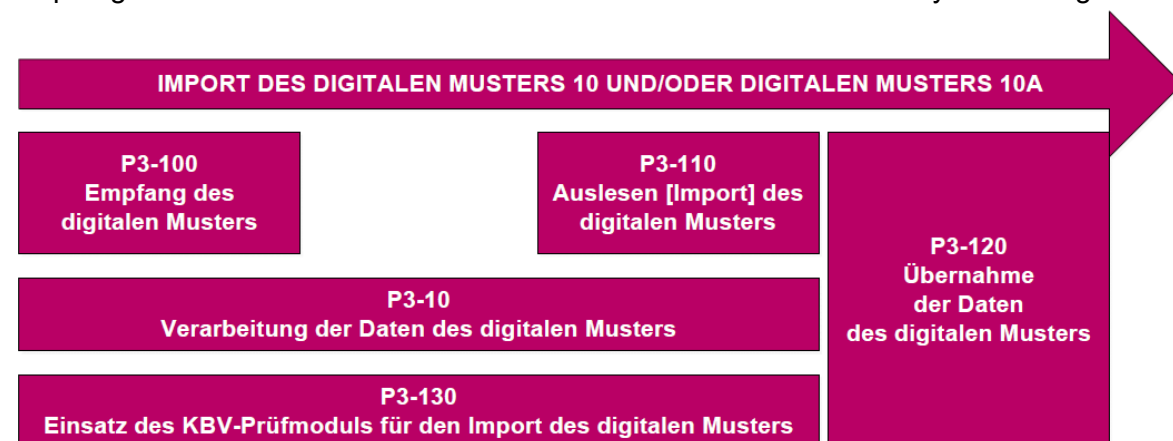 IMPORT DES DIGITALEN MUSTERS 10 UND/ODER DIGITALEN MUSTERS 10A
P3-100
Empfang des
digitalen Musters
P3-110
Auslesen [Import] des
digitalen Musters
P3-120
Übernahme
der Daten
des digitalen Musters
P3-10
Verarbeitung der Daten des digitalen Musters
P3-130
Einsatz des KBV-Prüfmoduls für den Import des digitalen Musters